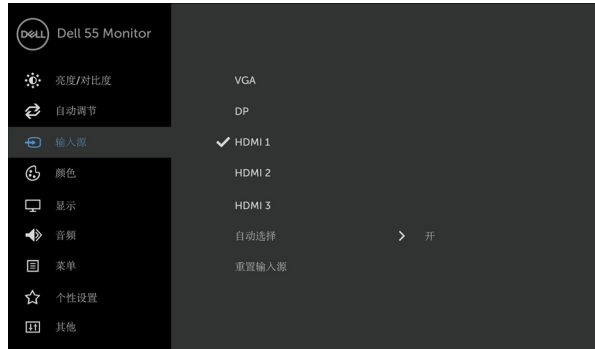 DELL Dell 55 Monitor
亮度/对比度
VGA
自动调节
DP
输入源
HDMI 1
颜色
HDMI 2
显示
HDMI 3
音频
自动选择
开
菜单
重置输入源
个性设置
其他